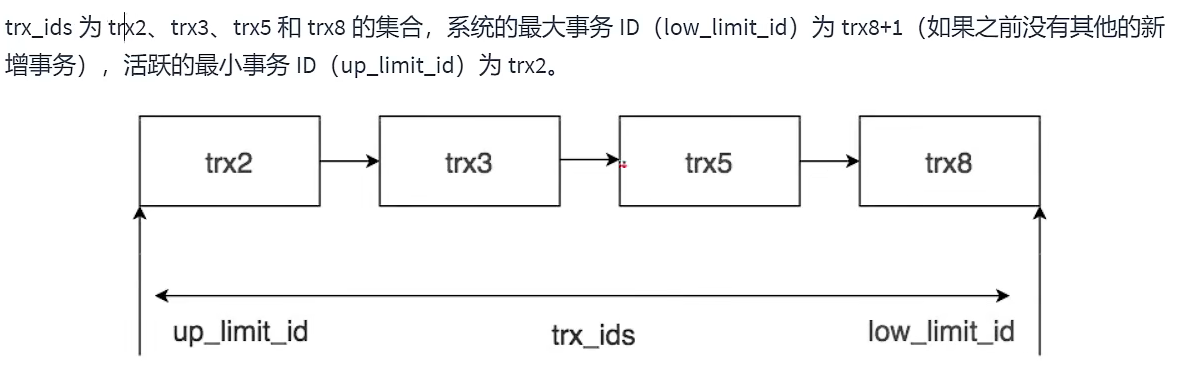 trx_ids 为 trx2、trx3、trx5 和 trx8 的集合，系统的最大事务 ID（low_limit_id）为 trx8+1（如果之前没有其他的新
增事务），活跃的最小事务 ID（up_limit_id）为 trx2。
trx2 trx3 trx5 trx8
up_limit_id trx_ids low_limit_id